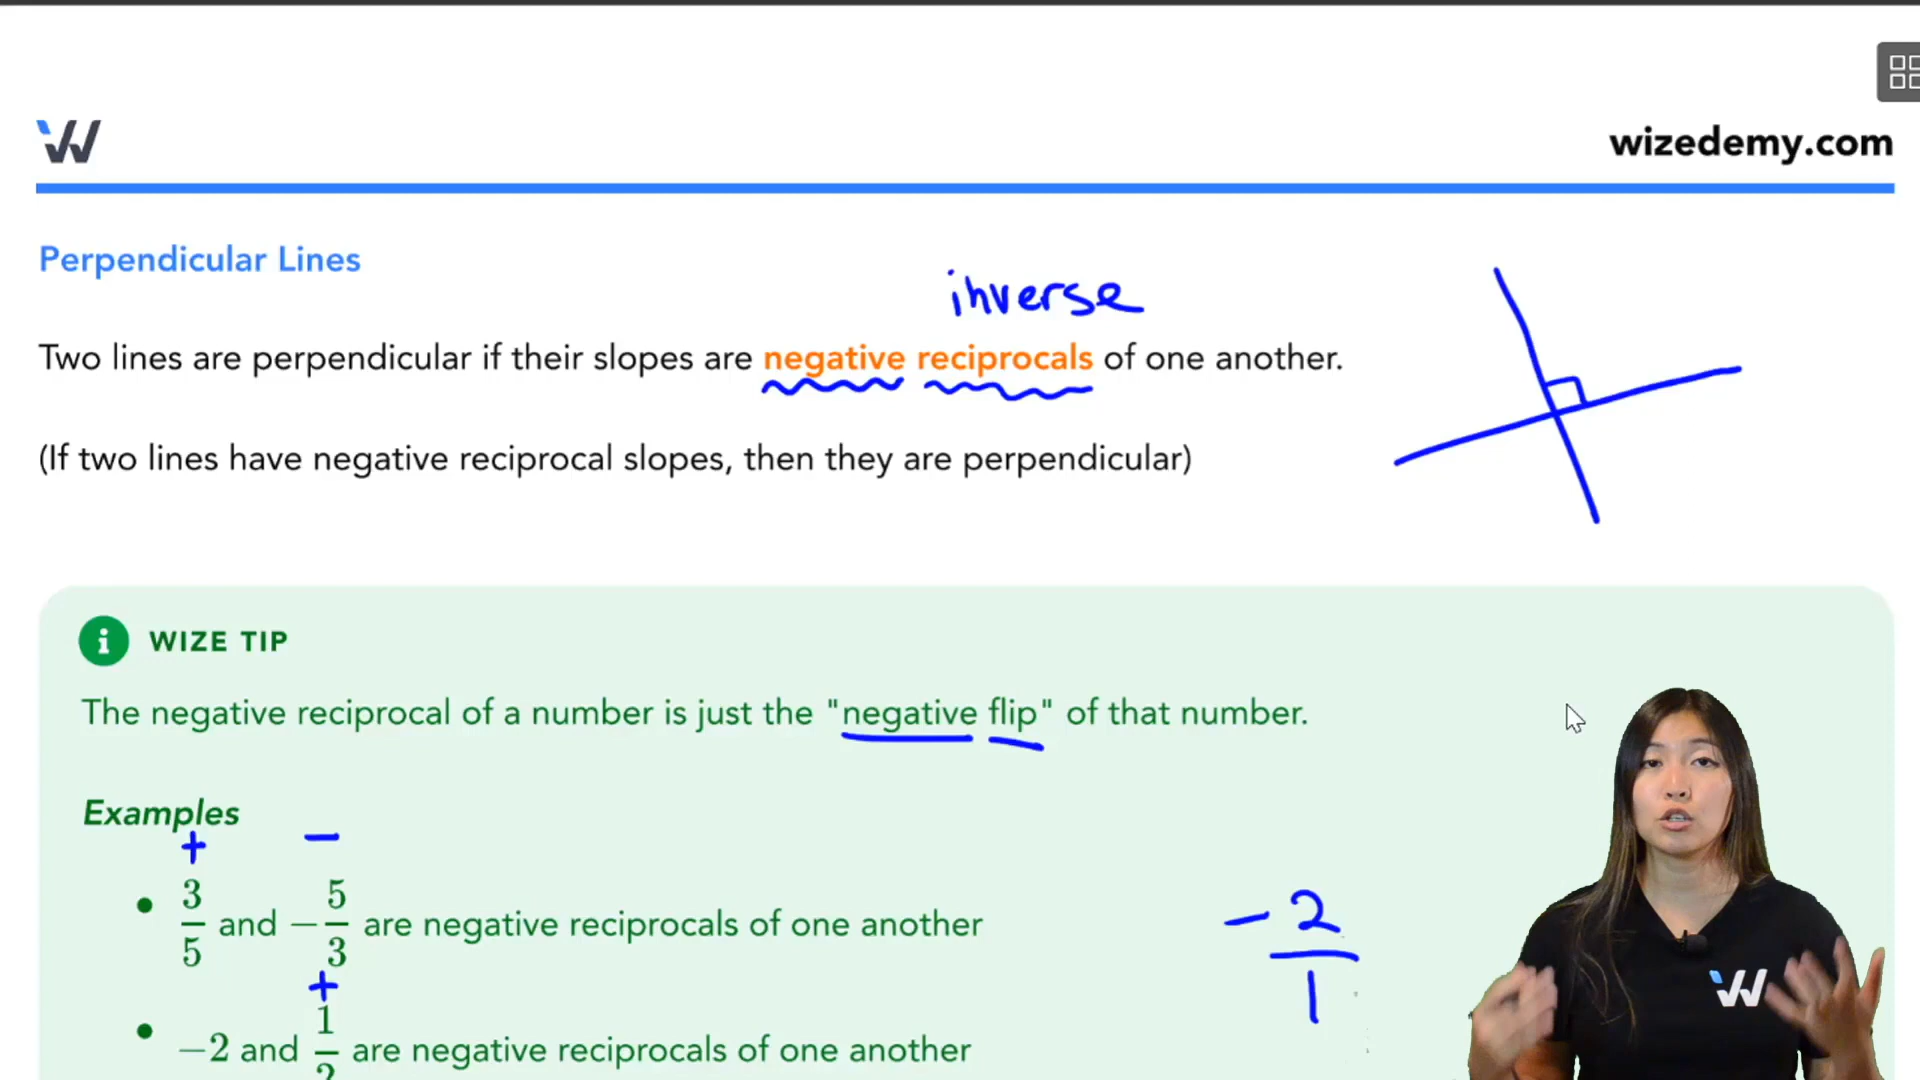 W
wizedemy.com
Perpendicular Lines
inverse
Two lines are perpendicular if their slopes are negative reciprocals of one another.
(If two lines have negative reciprocal slopes, then they are perpendicular)
i WIZE TIP
The negative reciprocal of a number is just the "negative flip" of that number.
Examples
+ −
3/5 and −5/3 are negative reciprocals of one another
−2/1
+
−2 and 1/2 are negative reciprocals of one another
W